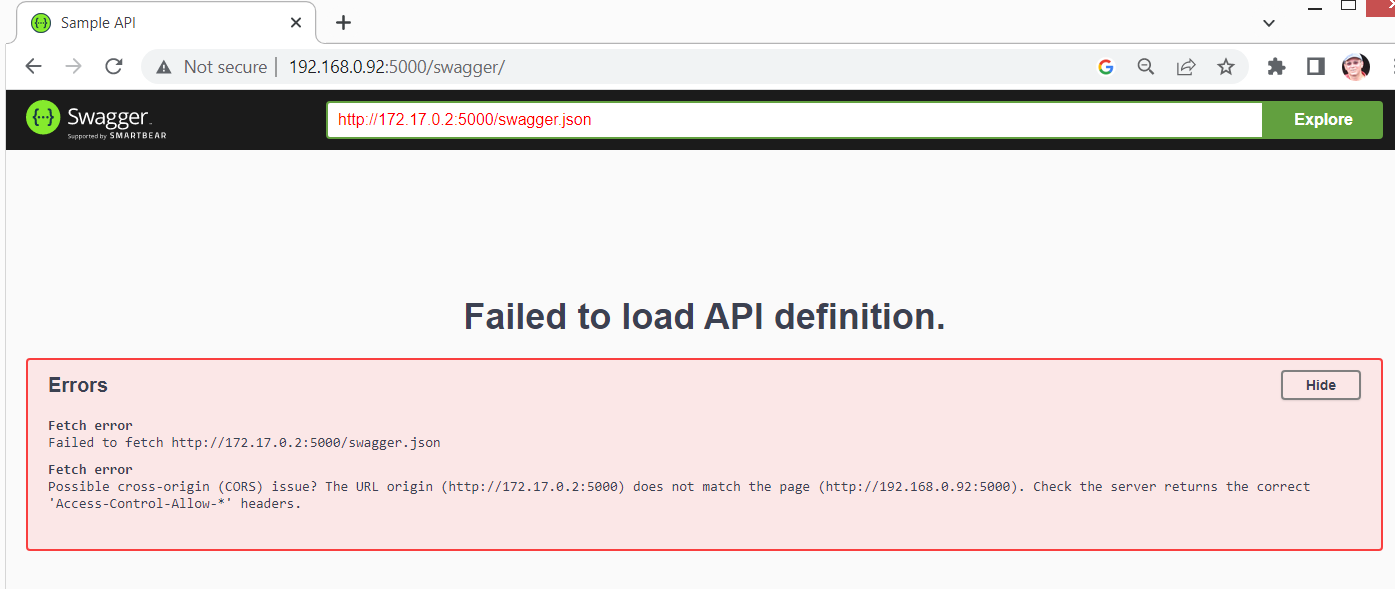 Sample API
Not secure | 192.168.0.92:5000/swagger/
{··} Swagger.
Supported by SMARTBEAR
http://172.17.0.2:5000/swagger.json
Explore
Failed to load API definition.
Errors
Hide
Fetch error
Failed to fetch http://172.17.0.2:5000/swagger.json
Fetch error
Possible cross-origin (CORS) issue? The URL origin (http://172.17.0.2:5000) does not match the page (http://192.168.0.92:5000). Check the server returns the correct
'Access-Control-Allow-*' headers.